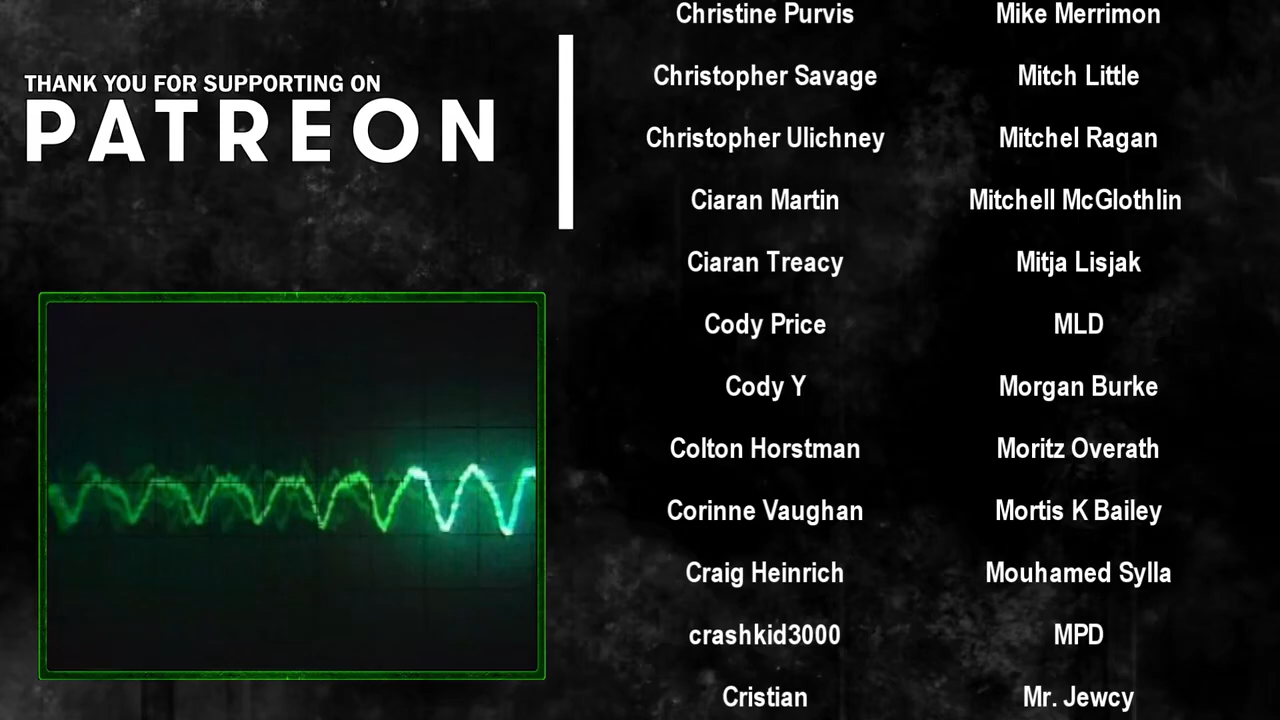 THANK YOU FOR SUPPORTING ON
PATREON
Christine Purvis
Christopher Savage
Christopher Ulichney
Ciaran Martin
Ciaran Treacy
Cody Price
Cody Y
Colton Horstman
Corinne Vaughan
Craig Heinrich
crashkid3000
Cristian
Mike Merrimon
Mitch Little
Mitchel Ragan
Mitchell McGlothlin
Mitja Lisjak
MLD
Morgan Burke
Moritz Overath
Mortis K Bailey
Mouhamed Sylla
MPD
Mr. Jewcy